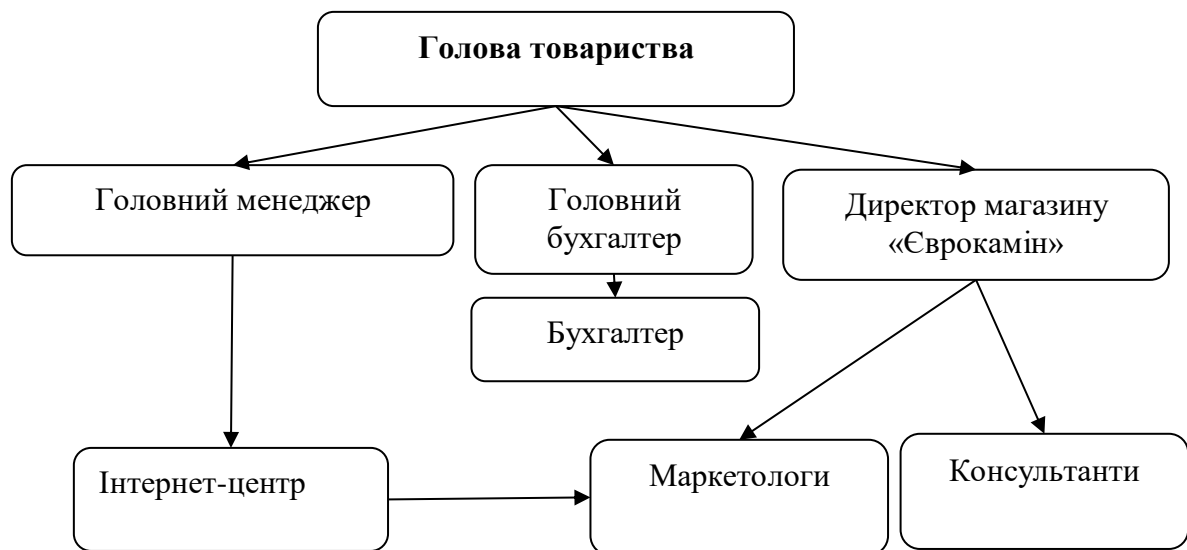 Голова товариства
Головний менеджер
Головний
бухгалтер
Директор магазину
«Єврокамін»
Бухгалтер
Інтернет-центр
Маркетологи
Консультанти